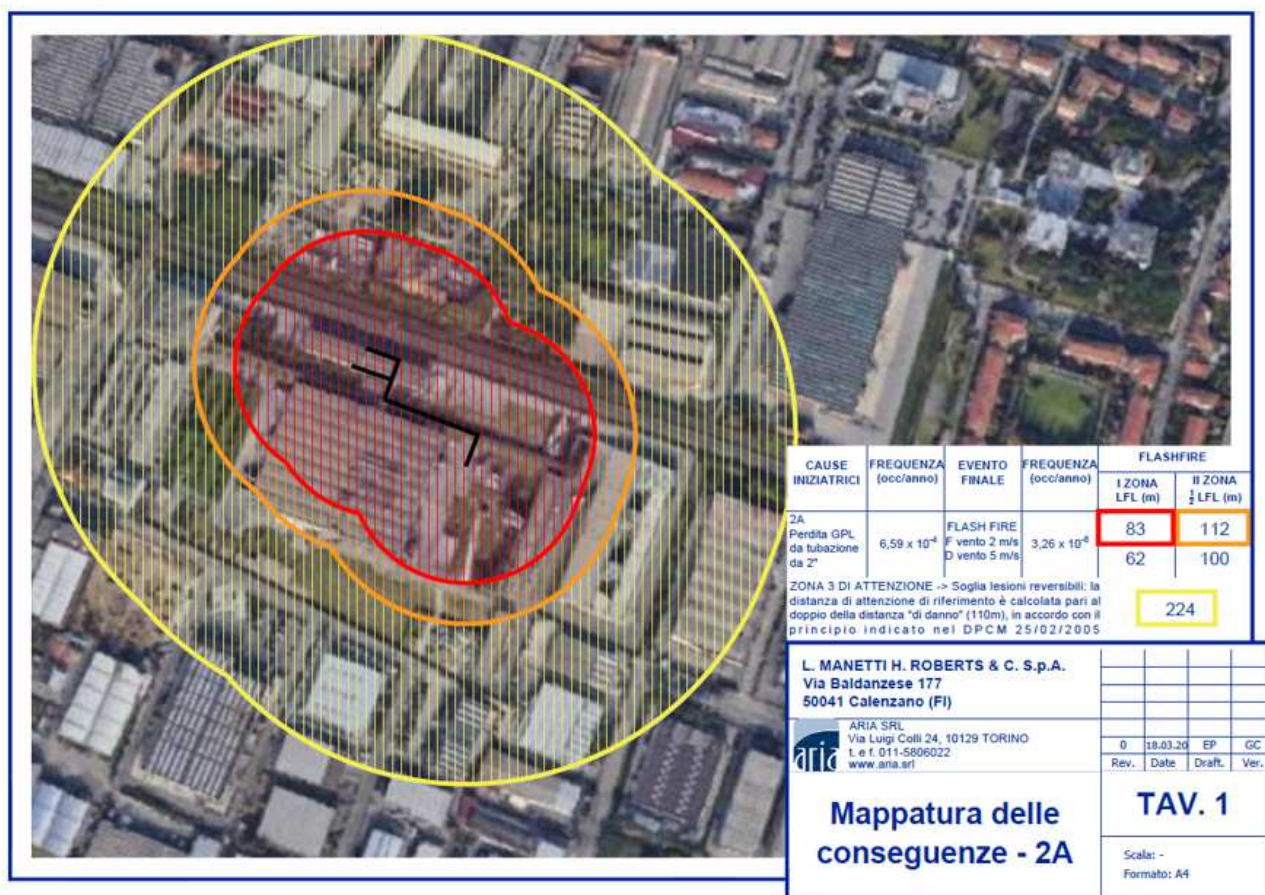 CAUSE INIZIATRICI
FREQUENZA (occ/anno)
EVENTO FINALE
FREQUENZA (occ/anno)
FLASHFIRE
I ZONA LFL (m)
II ZONA ½ LFL (m)
2A
Perdita GPL
da tubazione
da 2"
6,59 x 10⁻⁴
FLASH FIRE
F vento 2 m/s
D vento 5 m/s
3,26 x 10⁻⁶
83
112
62
100
ZONA 3 DI ATTENZIONE -> Soglia lesioni reversibili: la
distanza di attenzione di riferimento è calcolata pari al
doppio della distanza "di danno" (110m), in accordo con il
principio indicato nel DPCM 25/02/2005
224
L. MANETTI H. ROBERTS & C. S.p.A.
Via Baldanzese 177
50041 Calenzano (FI)
aria
ARIA SRL
Via Luigi Colli 24, 10129 TORINO
t. e f. 011-5806022
www.aria.srl
0 18.03.20 EP GC
Rev. Date Draft. Ver.
Mappatura delle
conseguenze - 2A
TAV. 1
Scala: -
Formato: A4